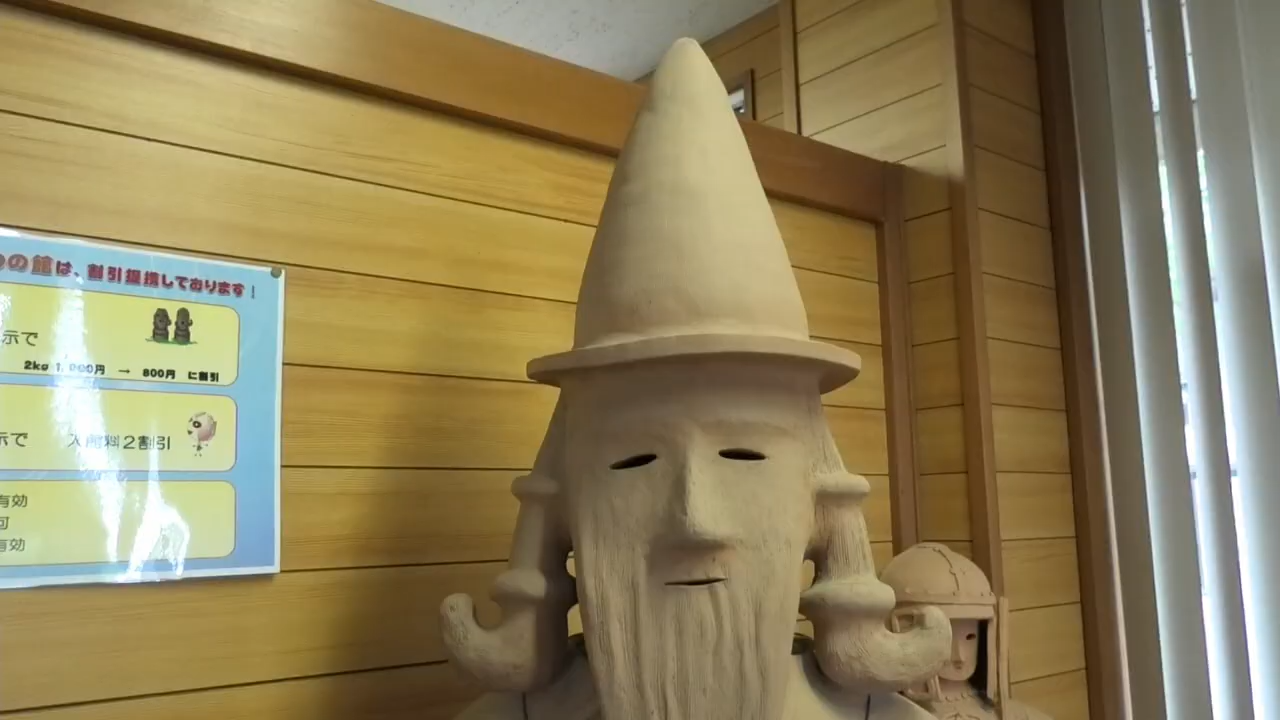 の館は、割引提携しております！
示で
2kg 1,000円 → 800円 に割引
示で 入館料2割引
有効
可
有効